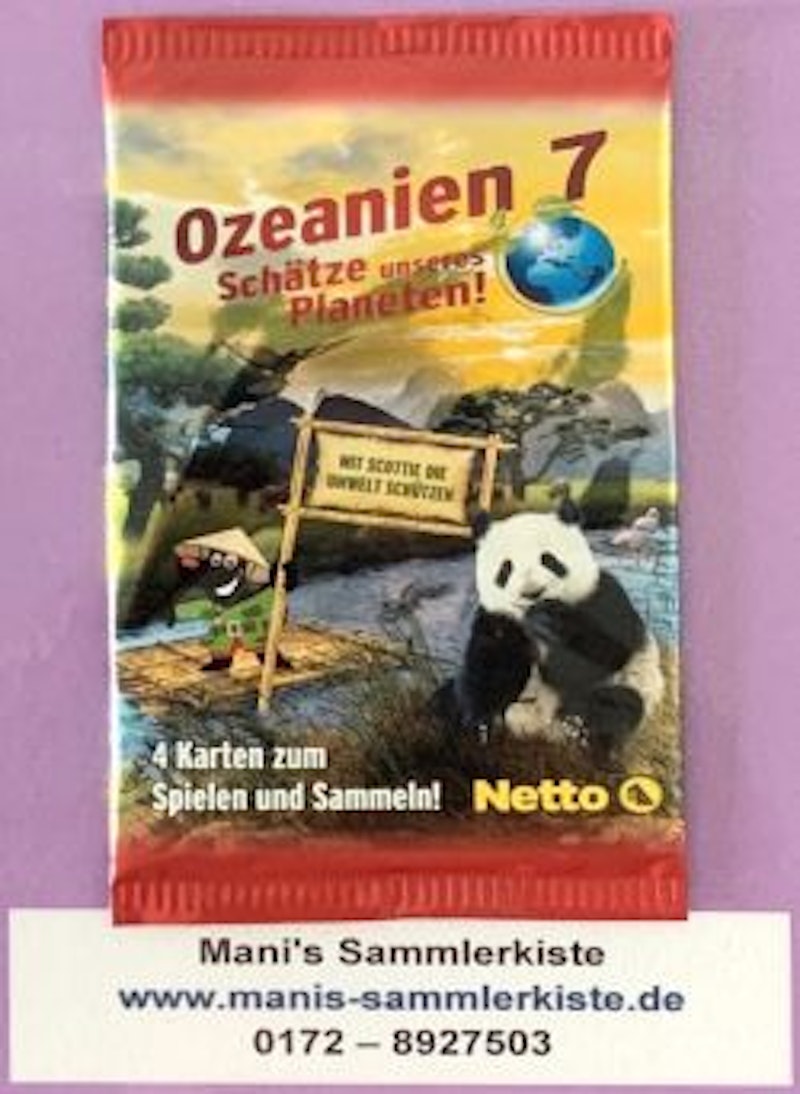 Ozeanien 7
Schätze unseres
Planeten!
MIT SCOTTIE DIE
UMWELT SCHÜTZEN
4 Karten zum
Spielen und Sammeln!
Netto
Mani's Sammlerkiste
www.manis-sammlerkiste.de
0172 – 8927503